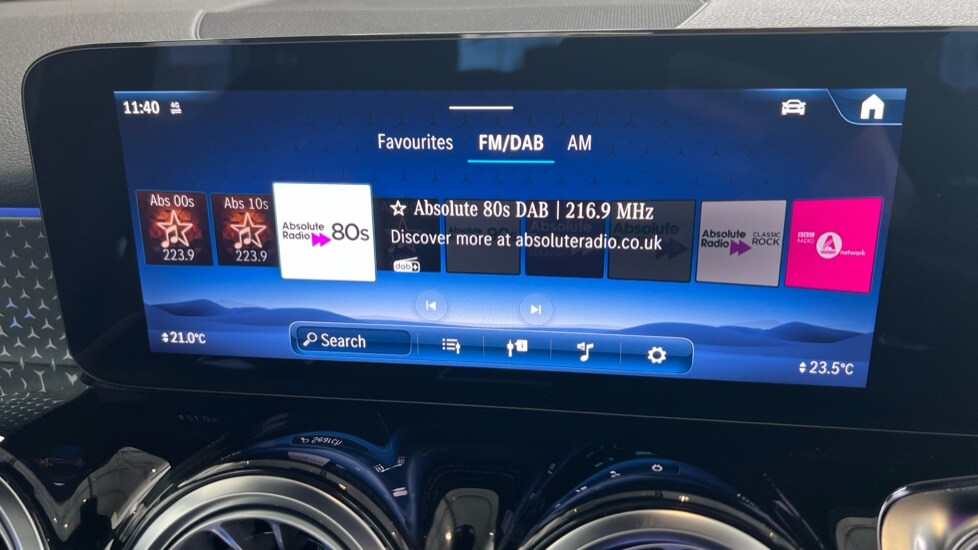 11:40 4G
Favourites FM/DAB AM
Abs 00s
223.9
Abs 10s
223.9
Absolute
Radio 80s
Absolute 80s DAB | 216.9 MHz
Discover more at absoluteradio.co.uk
dab+
Absolute
Radio CLASSIC
ROCK
BBC
RADIO
network
21.0°C
Search
23.5°C